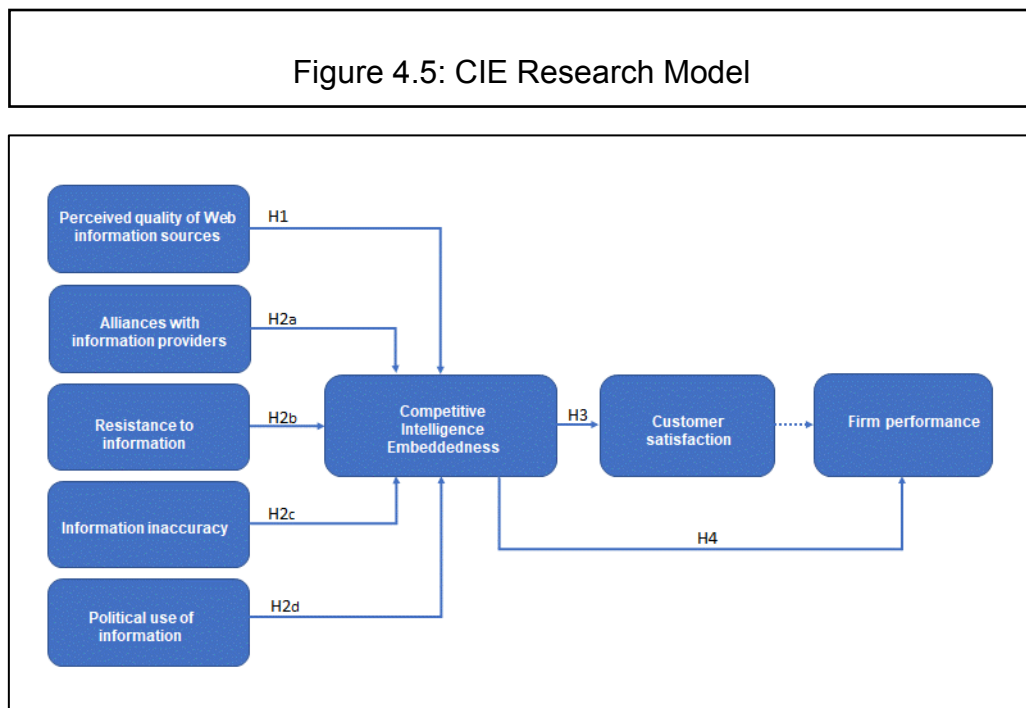 Figure 4.5: CIE Research Model
Perceived quality of Web
information sources
H1
Alliances with
information providers
H2a
Resistance to
information
H2b
Competitive
Intelligence
Embeddedness
H3
Customer
satisfaction
Firm performance
Information inaccuracy
H2c
H4
Political use of
information
H2d